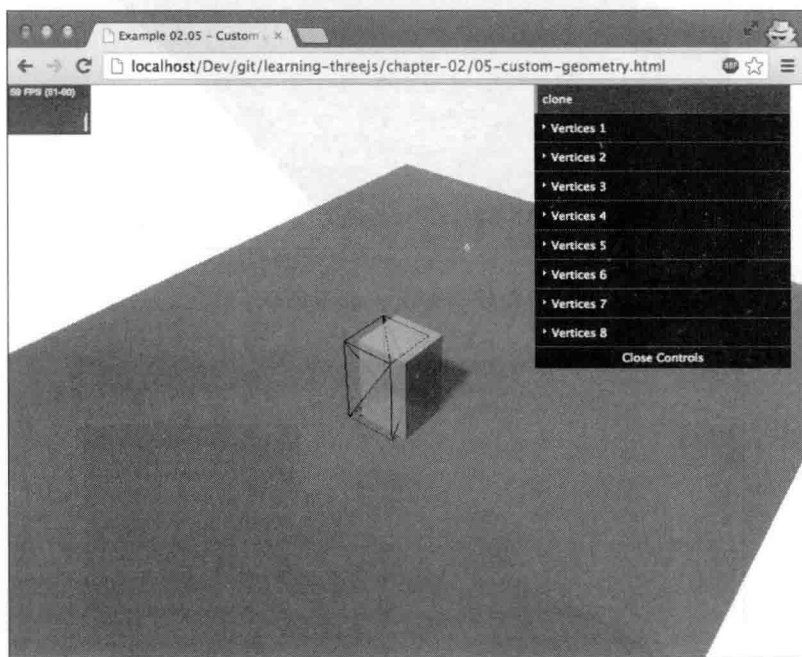 Example 02.05 - Custom
localhost/Dev/git/learning-threejs/chapter-02/05-custom-geometry.html
59 FPS (51-60)
clone
Vertices 1
Vertices 2
Vertices 3
Vertices 4
Vertices 5
Vertices 6
Vertices 7
Vertices 8
Close Controls